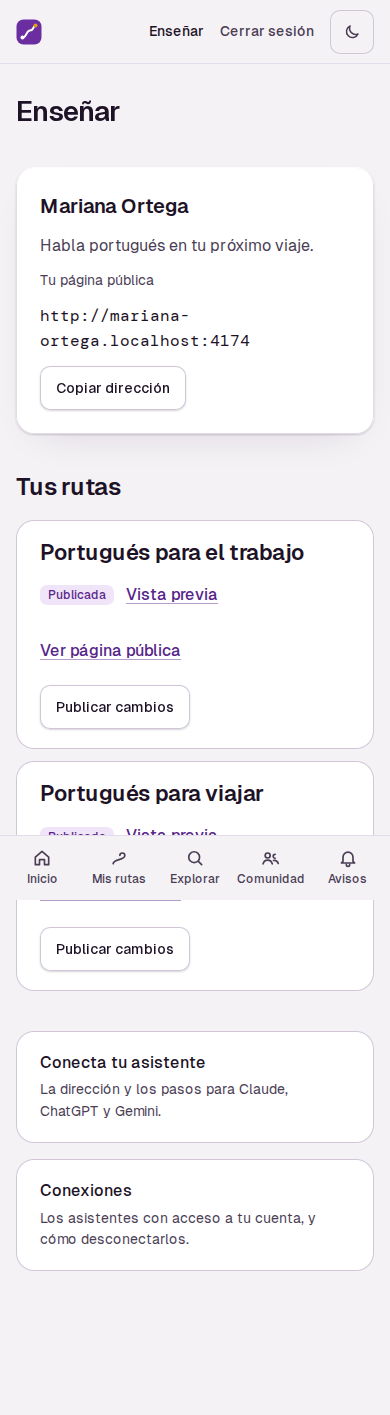 Enseñar
Cerrar sesión
Enseñar
Mariana Ortega
Habla portugués en tu próximo viaje.
Tu página pública
http://mariana-
ortega.localhost:4174
Copiar dirección
Tus rutas
Portugués para el trabajo
Publicada
Vista previa
Ver página pública
Publicar cambios
Portugués para viajar
Publicada
Vista previa
Inicio
Mis rutas
Explorar
Comunidad
Avisos
Publicar cambios
Conecta tu asistente
La dirección y los pasos para Claude,
ChatGPT y Gemini.
Conexiones
Los asistentes con acceso a tu cuenta, y
cómo desconectarlos.